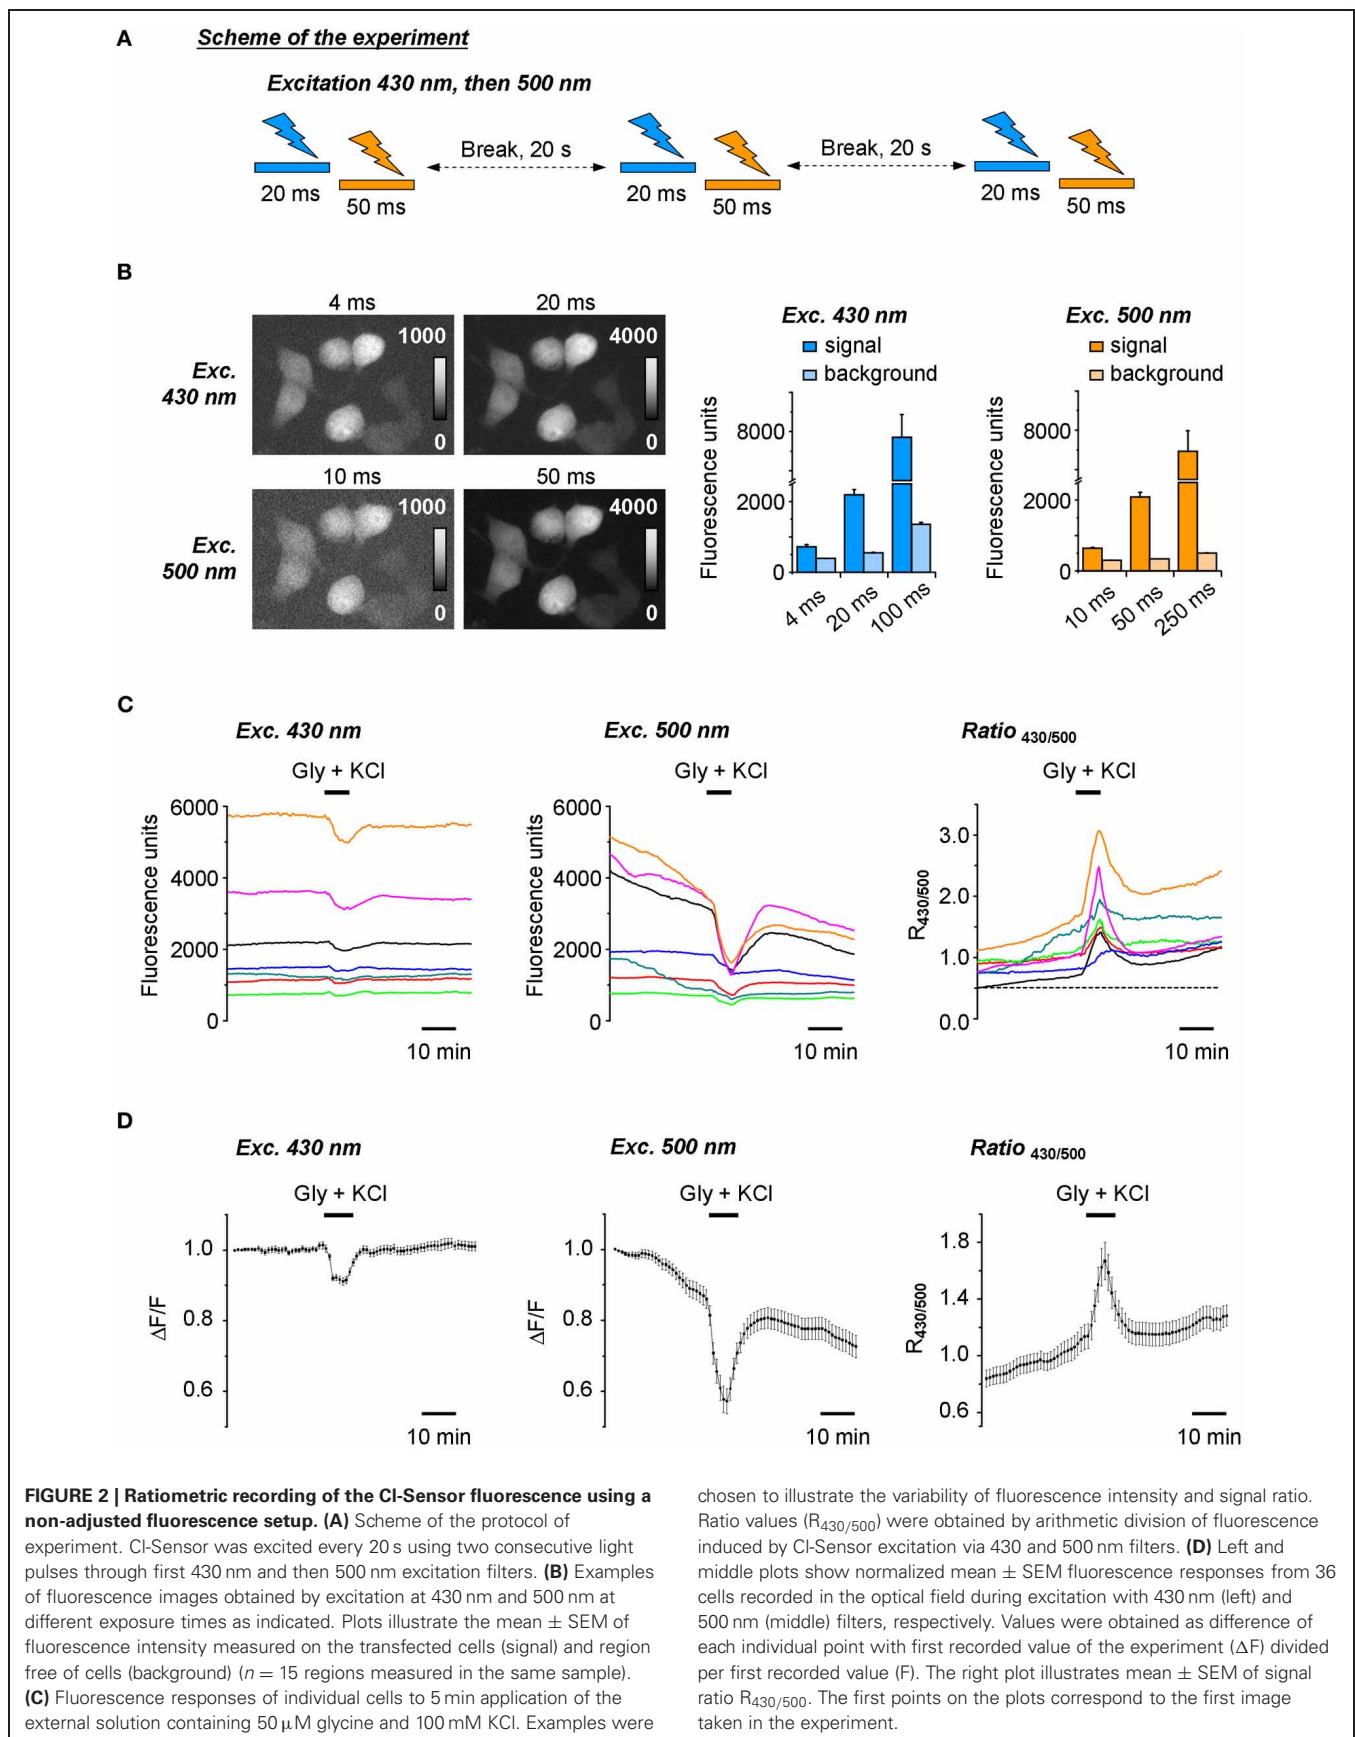 A
Scheme of the experiment
Excitation 430 nm, then 500 nm
Break, 20 s
Break, 20 s
20 ms
50 ms
20 ms
50 ms
20 ms
50 ms
B
4 ms
20 ms
Exc.
430 nm
1000
0
4000
0
10 ms
50 ms
Exc.
500 nm
1000
0
4000
0
Exc. 430 nm
signal
background
Fluorescence units
8000
2000
0
4 ms
20 ms
100 ms
Exc. 500 nm
signal
background
Fluorescence units
8000
2000
0
10 ms
50 ms
250 ms
C
Exc. 430 nm
Gly + KCl
Fluorescence units
6000
4000
2000
0
10 min
Exc. 500 nm
Gly + KCl
Fluorescence units
6000
4000
2000
0
10 min
Ratio 430/500
Gly + KCl
R430/500
3.0
2.0
1.0
0.0
10 min
D
Exc. 430 nm
Gly + KCl
ΔF/F
1.0
0.8
0.6
10 min
Exc. 500 nm
Gly + KCl
ΔF/F
1.0
0.8
0.6
10 min
Ratio 430/500
Gly + KCl
R430/500
1.8
1.4
1.0
0.6
10 min
FIGURE 2 | Ratiometric recording of the Cl-Sensor fluorescence using a
non-adjusted fluorescence setup. (A) Scheme of the protocol of
experiment. Cl-Sensor was excited every 20 s using two consecutive light
pulses through first 430 nm and then 500 nm excitation filters. (B) Examples
of fluorescence images obtained by excitation at 430 nm and 500 nm at
different exposure times as indicated. Plots illustrate the mean ± SEM of
fluorescence intensity measured on the transfected cells (signal) and region
free of cells (background) (n = 15 regions measured in the same sample).
(C) Fluorescence responses of individual cells to 5 min application of the
external solution containing 50 μM glycine and 100 mM KCl. Examples were
chosen to illustrate the variability of fluorescence intensity and signal ratio.
Ratio values (R430/500) were obtained by arithmetic division of fluorescence
induced by Cl-Sensor excitation via 430 and 500 nm filters. (D) Left and
middle plots show normalized mean ± SEM fluorescence responses from 36
cells recorded in the optical field during excitation with 430 nm (left) and
500 nm (middle) filters, respectively. Values were obtained as difference of
each individual point with first recorded value of the experiment (ΔF) divided
per first recorded value (F). The right plot illustrates mean ± SEM of signal
ratio R430/500. The first points on the plots correspond to the first image
taken in the experiment.